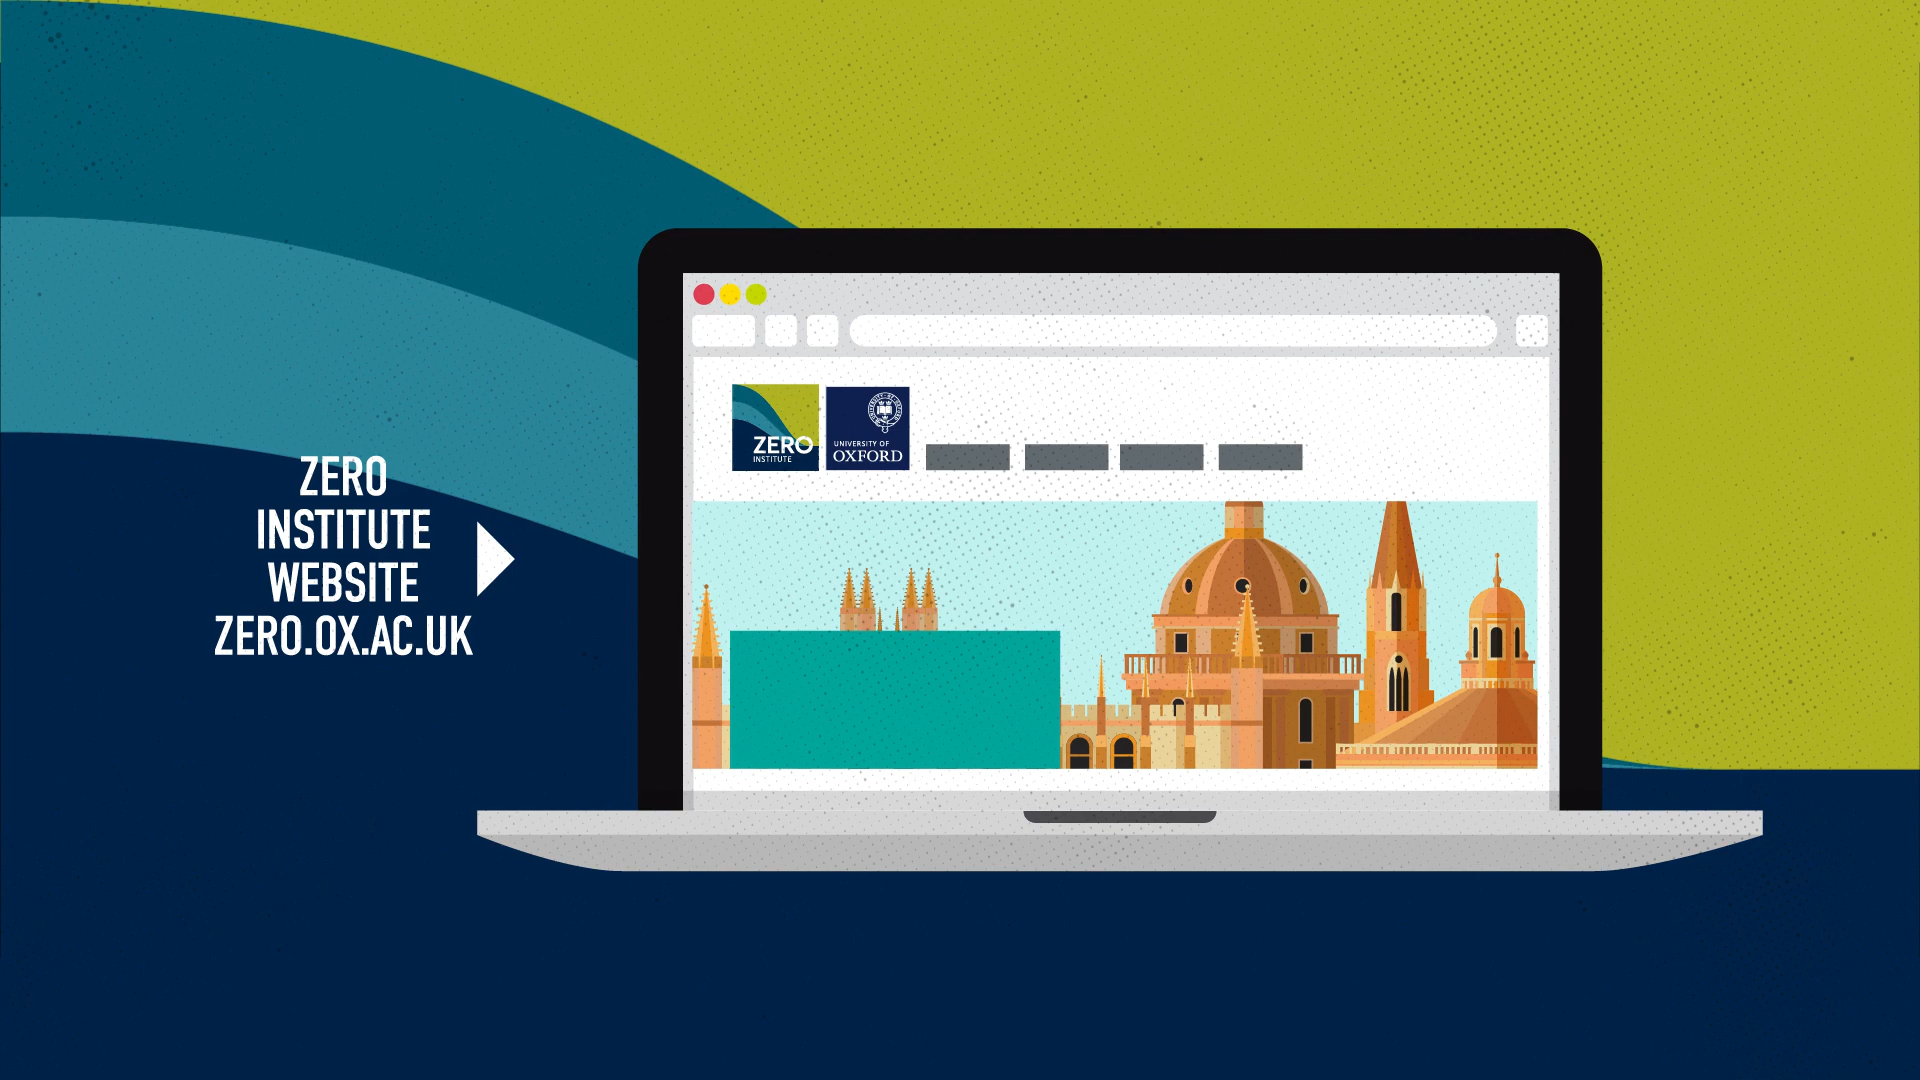 ZERO
INSTITUTE
WEBSITE
ZERO.OX.AC.UK
ZERO
INSTITUTE
UNIVERSITY OF
OXFORD